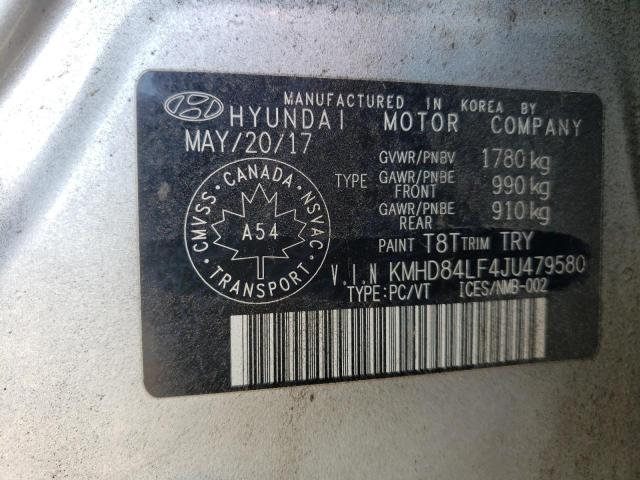 MANUFACTURED IN KOREA BY
HYUNDAI MOTOR COMPANY
MAY/20/17
GVWR/PNBV 1780 kg
TYPE GAWR/PNBE FRONT 990 kg
GAWR/PNBE REAR 910 kg
CMVSS · CANADA · NSVAC
A54
· TRANSPORT ·
PAINT T8T TRIM TRY
V.I.N KMHD84LF4JU479580
TYPE:PC/VT ICES/NMB-002